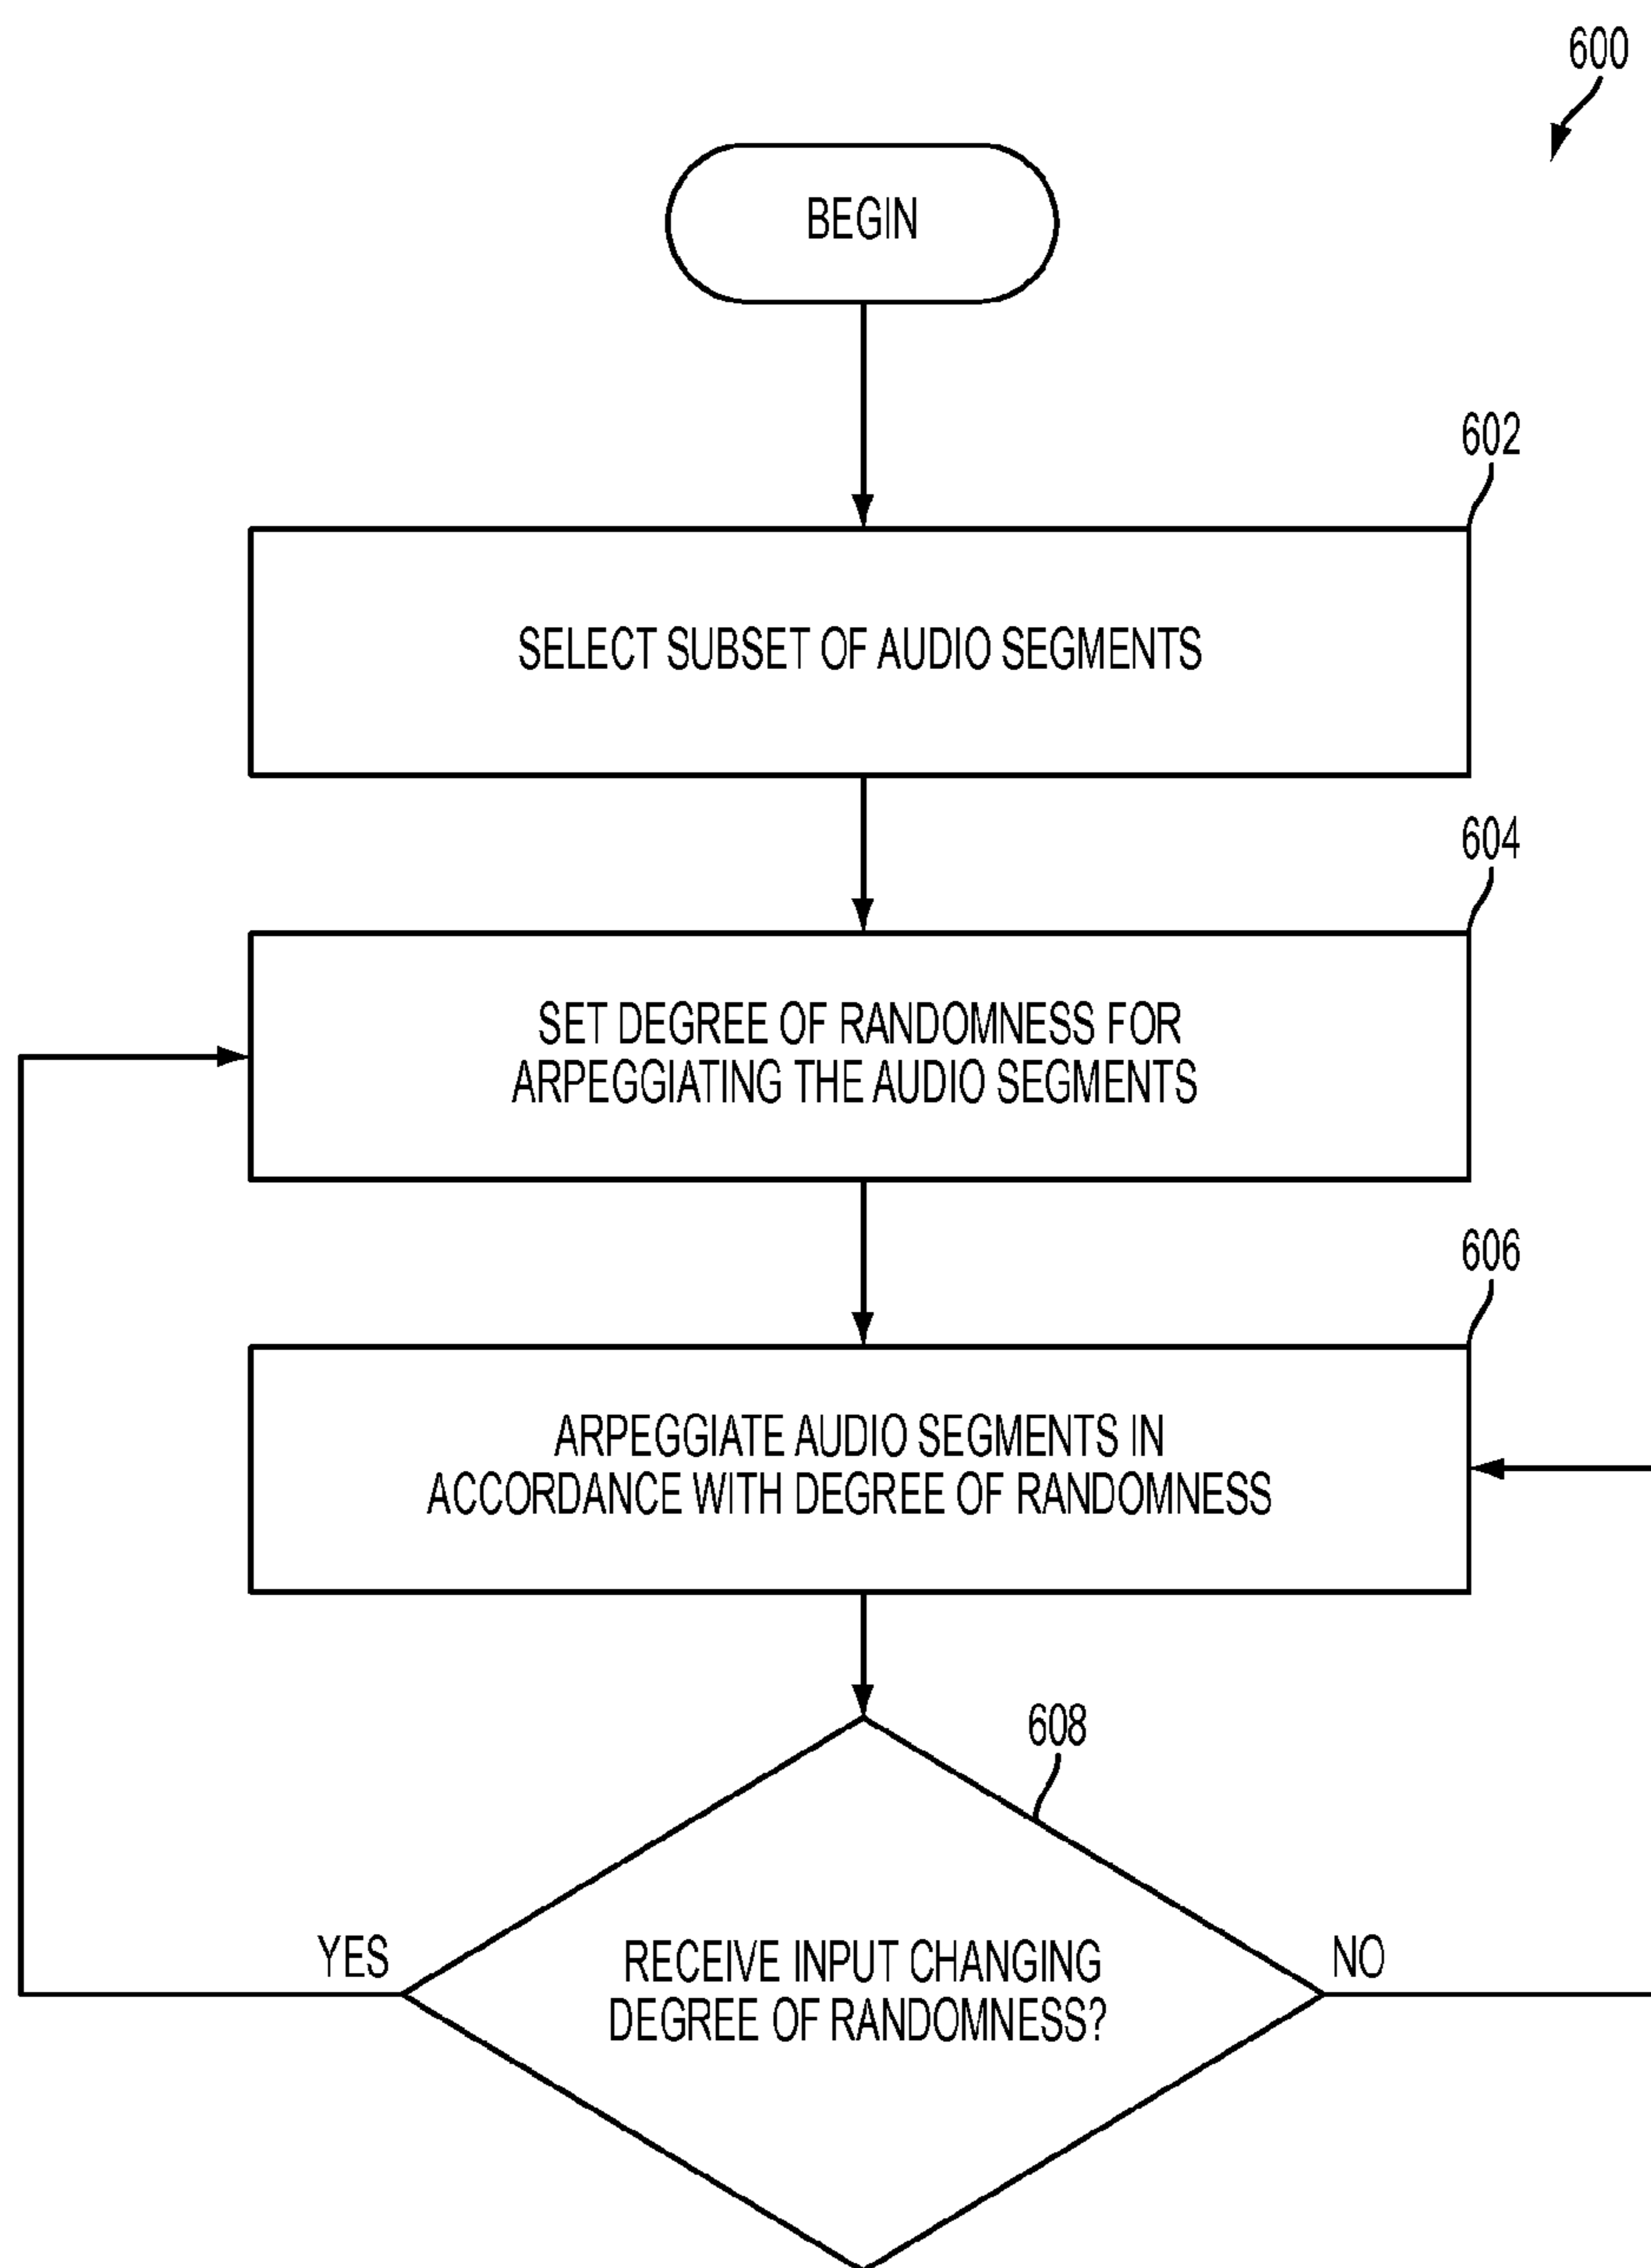 600
BEGIN
602
SELECT SUBSET OF AUDIO SEGMENTS
604
SET DEGREE OF RANDOMNESS FOR
ARPEGGIATING THE AUDIO SEGMENTS
606
ARPEGGIATE AUDIO SEGMENTS IN
ACCORDANCE WITH DEGREE OF RANDOMNESS
608
YES
RECEIVE INPUT CHANGING
DEGREE OF RANDOMNESS?
NO